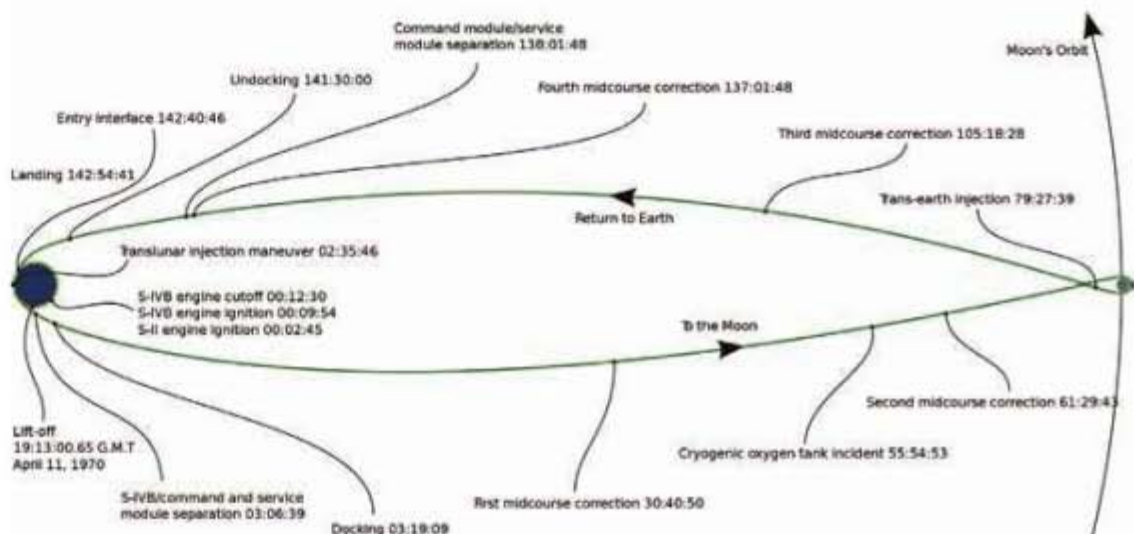 Command module/service
module separation 138:01:48
Moon's Orbit
Undocking 141:30:00
Fourth midcourse correction 137:01:48
Entry interface 142:40:46
Third midcourse correction 105:18:28
Landing 142:54:41
Trans-earth injection 79:27:39
Return to Earth
Translunar injection maneuver 02:35:46
S-IVB engine cutoff 00:12:30
S-IVB engine ignition 00:09:54
S-II engine ignition 00:02:45
To the Moon
Second midcourse correction 61:29:43
Lift-off
19:13:00.65 G.M.T
April 11, 1970
Cryogenic oxygen tank incident 55:54:53
S-IVB/command and service
module separation 03:06:39
First midcourse correction 30:40:50
Docking 03:19:09